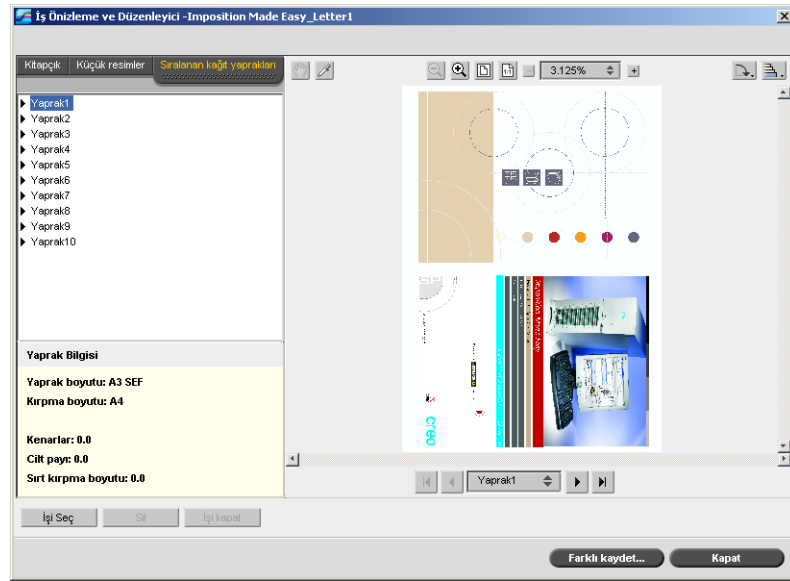 İş Önizleme ve Düzenleyici -Imposition Made Easy_Letter1
Kitapçık Küçük resimler Sıralanan kağıt yaprakları
3.125%
Yaprak1
Yaprak2
Yaprak3
Yaprak4
Yaprak5
Yaprak6
Yaprak7
Yaprak8
Yaprak9
Yaprak10
creo
Yaprak Bilgisi
Yaprak boyutu: A3 SEF
Kırpma boyutu: A4
Kenarlar: 0.0
Cilt payı: 0.0
Sırt kırpma boyutu: 0.0
Yaprak1
İşi Seç Sil İşi kapat
Farklı kaydet... Kapat